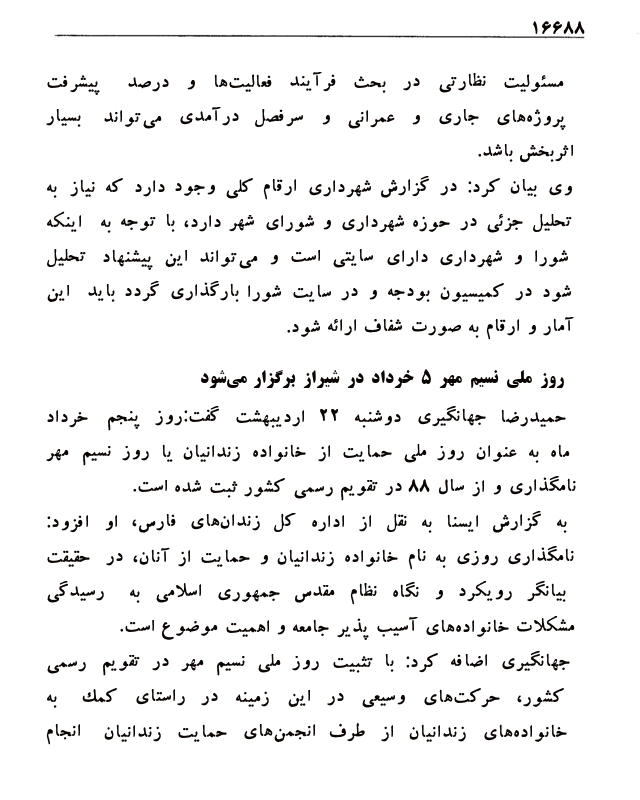 ۱۶۶۸۸
مسئولیت نظارتی در بحث فرآیند فعالیت‌ها و درصد پیشرفت
پروژه‌های جاری و عمرانی و سرفصل درآمدی می‌تواند بسیار
اثربخش باشد.
وی بیان کرد: در گزارش شهرداری ارقام کلی وجود دارد که نیاز به
تحلیل جزئی در حوزه شهرداری و شورای شهر دارد، با توجه به اینکه
شورا و شهرداری دارای سایتی است و می‌تواند این پیشنهاد تحلیل
شود در کمیسیون بودجه و در سایت شورا بارگذاری گردد باید این
آمار و ارقام به صورت شفاف ارائه شود.
روز ملی نسیم مهر ۵ خرداد در شیراز برگزار می‌شود
حمیدرضا جهانگیری دوشنبه ۲۲ اردیبهشت گفت:روز پنجم خرداد
ماه به عنوان روز ملی حمایت از خانواده زندانیان یا روز نسیم مهر
نامگذاری و از سال ۸۸ در تقویم رسمی کشور ثبت شده است.
به گزارش ایسنا به نقل از اداره کل زندان‌های فارس، او افزود:
نامگذاری روزی به نام خانواده زندانیان و حمایت از آنان، در حقیقت
بیانگر رویکرد و نگاه نظام مقدس جمهوری اسلامی به رسیدگی
مشکلات خانواده‌های آسیب پذیر جامعه و اهمیت موضوع است.
جهانگیری اضافه کرد: با تثبیت روز ملی نسیم مهر در تقویم رسمی
کشور، حرکت‌های وسیعی در این زمینه در راستای کمك به
خانواده‌های زندانیان از طرف انجمن‌های حمایت زندانیان انجام